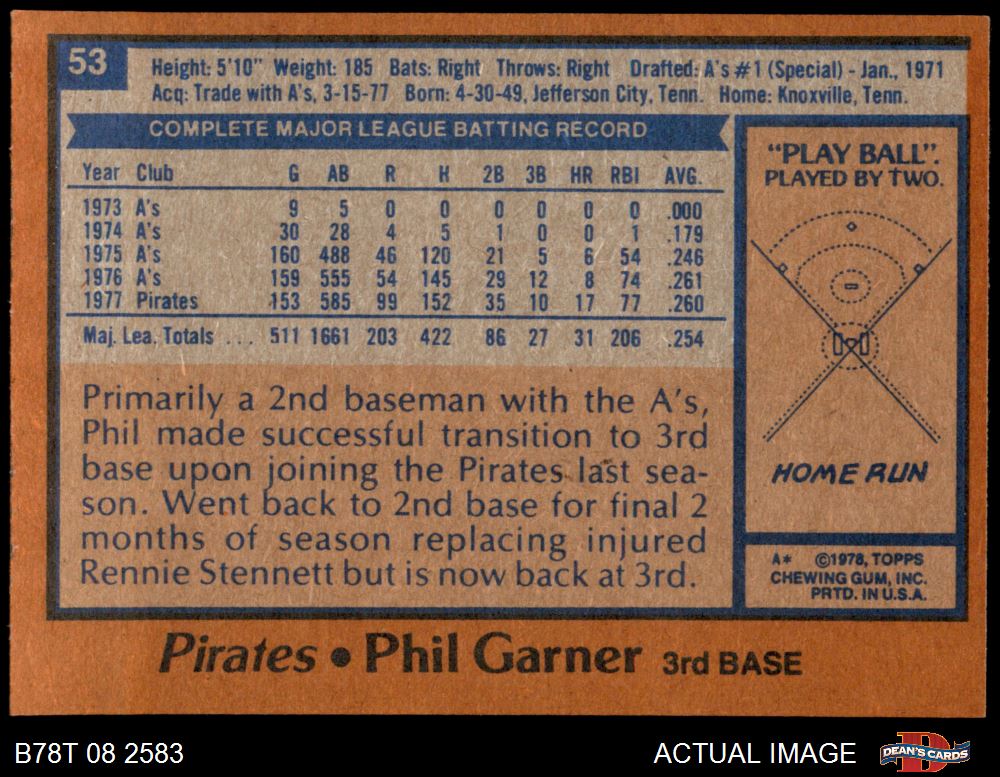 53
Height: 5'10" Weight: 185 Bats: Right Throws: Right Drafted: A's #1 (Special) - Jan., 1971
Acq: Trade with A's, 3-15-77 Born: 4-30-49, Jefferson City, Tenn. Home: Knoxville, Tenn.
COMPLETE MAJOR LEAGUE BATTING RECORD
Year Club G AB R H 2B 3B HR RBI AVG.
1973 A's 9 5 0 0 0 0 0 0 .000
1974 A's 30 28 4 5 1 0 0 1 .179
1975 A's 160 488 46 120 21 5 6 54 .246
1976 A's 159 555 54 145 29 12 8 74 .261
1977 Pirates 153 585 99 152 35 10 17 77 .260
Maj. Lea. Totals . . . 511 1661 203 422 86 27 31 206 .254
Primarily a 2nd baseman with the A's,
Phil made successful transition to 3rd
base upon joining the Pirates last sea-
son. Went back to 2nd base for final 2
months of season replacing injured
Rennie Stennett but is now back at 3rd.
"PLAY BALL".
PLAYED BY TWO.
HOME RUN
A* ©1978, TOPPS
CHEWING GUM, INC.
PRTD. IN U.S.A.
Pirates • Phil Garner 3rd BASE
B78T 08 2583 ACTUAL IMAGE
D
DEAN'S CARDS